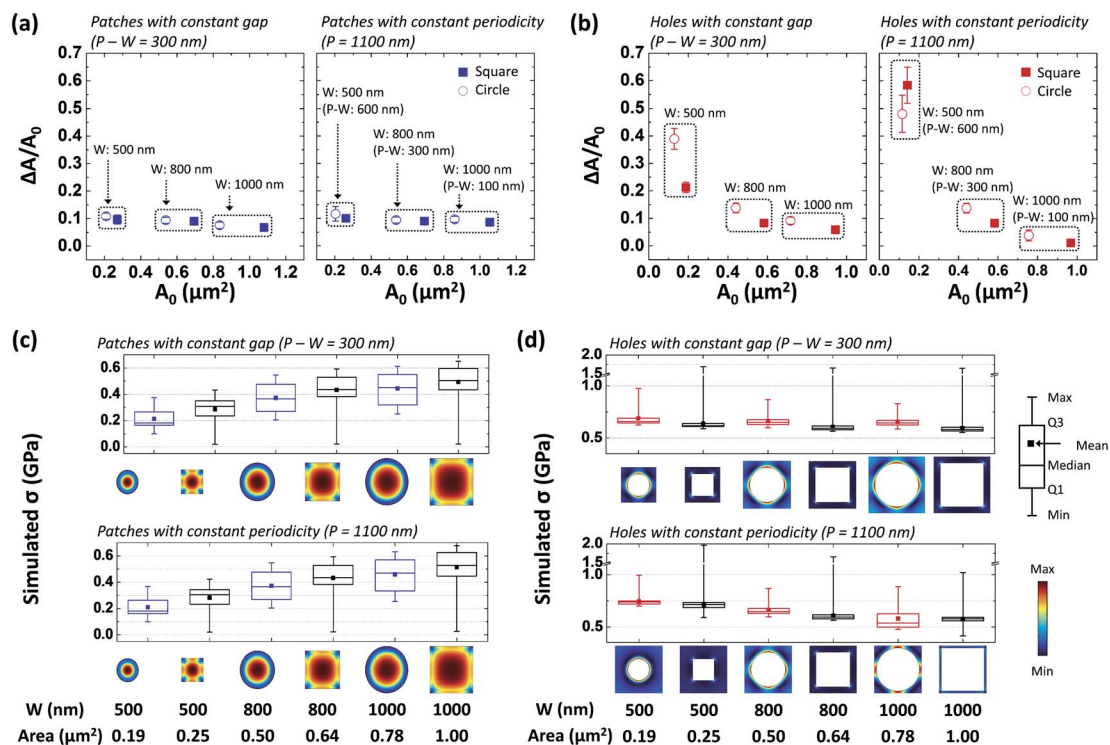 (a)
Patches with constant gap
(P – W = 300 nm)
Patches with constant periodicity
(P = 1100 nm)
ΔA/A0
0.7
0.6
0.5
0.4
0.3
0.2
0.1
0.0
W: 500 nm
W: 800 nm
W: 1000 nm
Square
Circle
W: 500 nm
(P-W: 600 nm)
W: 800 nm
(P-W: 300 nm)
W: 1000 nm
(P-W: 100 nm)
0.2 0.4 0.6 0.8 1.0 1.2
0.2 0.4 0.6 0.8 1.0 1.2
A0 (μm2)
A0 (μm2)
(b)
Holes with constant gap
(P – W = 300 nm)
Holes with constant periodicity
(P = 1100 nm)
ΔA/A0
0.7
0.6
0.5
0.4
0.3
0.2
0.1
0.0
W: 500 nm
W: 800 nm
W: 1000 nm
Square
Circle
W: 500 nm
(P-W: 600 nm)
W: 800 nm
(P-W: 300 nm)
W: 1000 nm
(P-W: 100 nm)
0.0 0.2 0.4 0.6 0.8 1.0
0.0 0.2 0.4 0.6 0.8 1.0
A0 (μm2)
A0 (μm2)
(c)
Patches with constant gap (P – W = 300 nm)
0.6
0.4
0.2
0.0
Simulated σ (GPa)
Patches with constant periodicity (P = 1100 nm)
0.6
0.4
0.2
0.0
W (nm) 500 500 800 800 1000 1000
Area (μm2) 0.19 0.25 0.50 0.64 0.78 1.00
(d)
Holes with constant gap (P – W = 300 nm)
2.0
1.5
1.0
0.5
Simulated σ (GPa)
Holes with constant periodicity (P = 1100 nm)
2.0
1.5
1.0
0.5
500 500 800 800 1000 1000
0.19 0.25 0.50 0.64 0.78 1.00
Max
Q3
Mean
Median
Q1
Min
Max
Min